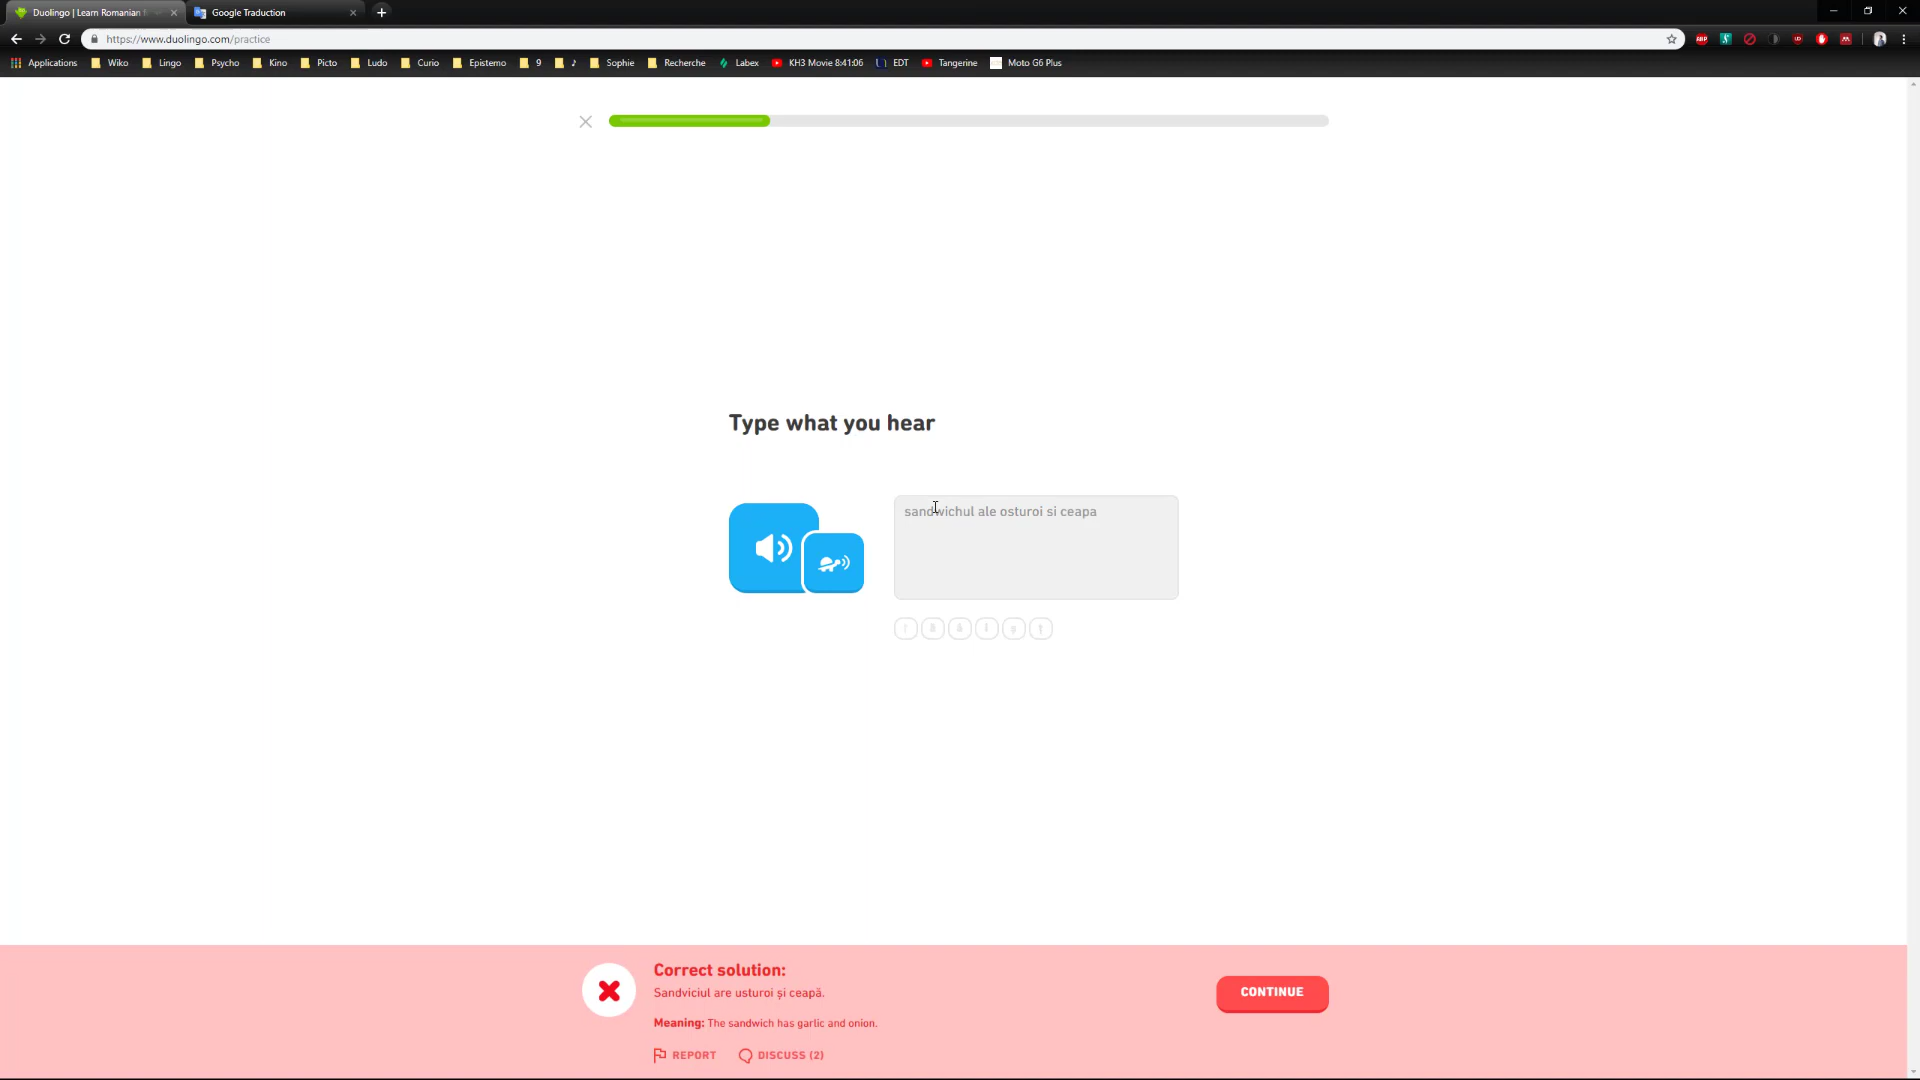 Duolingo | Learn Romanian
Google Traduction
https://www.duolingo.com/practice
Applications Wiko Lingo Psycho Kino Picto Ludo Curio Epistemo 9 ♪ Sophie Recherche Labex KH3 Movie 8:41:06 EDT Tangerine Moto G6 Plus
Type what you hear
sandwichul ale osturoi si ceapa
Correct solution:
Sandviciul are usturoi și ceapă.
CONTINUE
Meaning: The sandwich has garlic and onion.
REPORT DISCUSS (2)